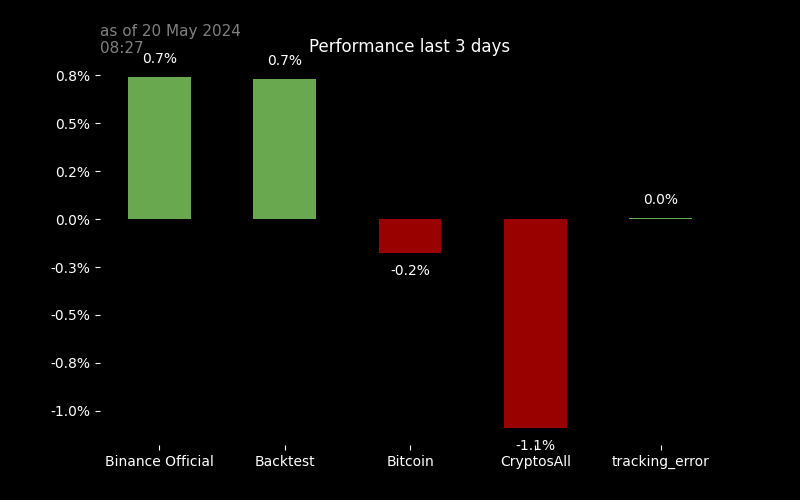 as of 20 May 2024
08:27
Performance last 3 days
0.7%
0.7%
0.8%
0.5%
0.2%
0.0%
0.0%
-0.3%
-0.2%
-0.5%
-0.8%
-1.0%
-1.1%
Binance Official
Backtest
Bitcoin
CryptosAll
tracking_error